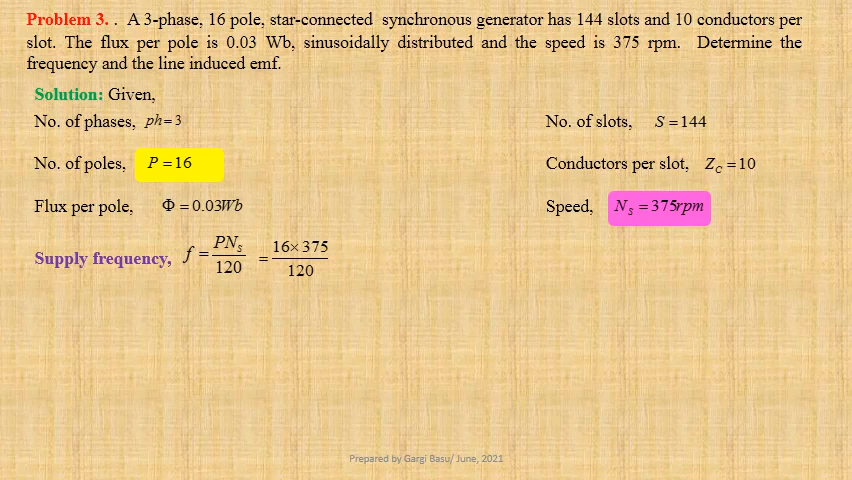 Problem 3. . A 3-phase, 16 pole, star-connected synchronous generator has 144 slots and 10 conductors per
slot. The flux per pole is 0.03 Wb, sinusoidally distributed and the speed is 375 rpm. Determine the
frequency and the line induced emf.
Solution: Given,
No. of phases, ph=3 No. of slots, S=144
No. of poles, P=16 Conductors per slot, Z_C=10
Flux per pole, Φ=0.03Wb Speed, N_s=375rpm
Supply frequency, f = PN_s/120 = 16×375/120
Prepared by Gargi Basu/ June, 2021